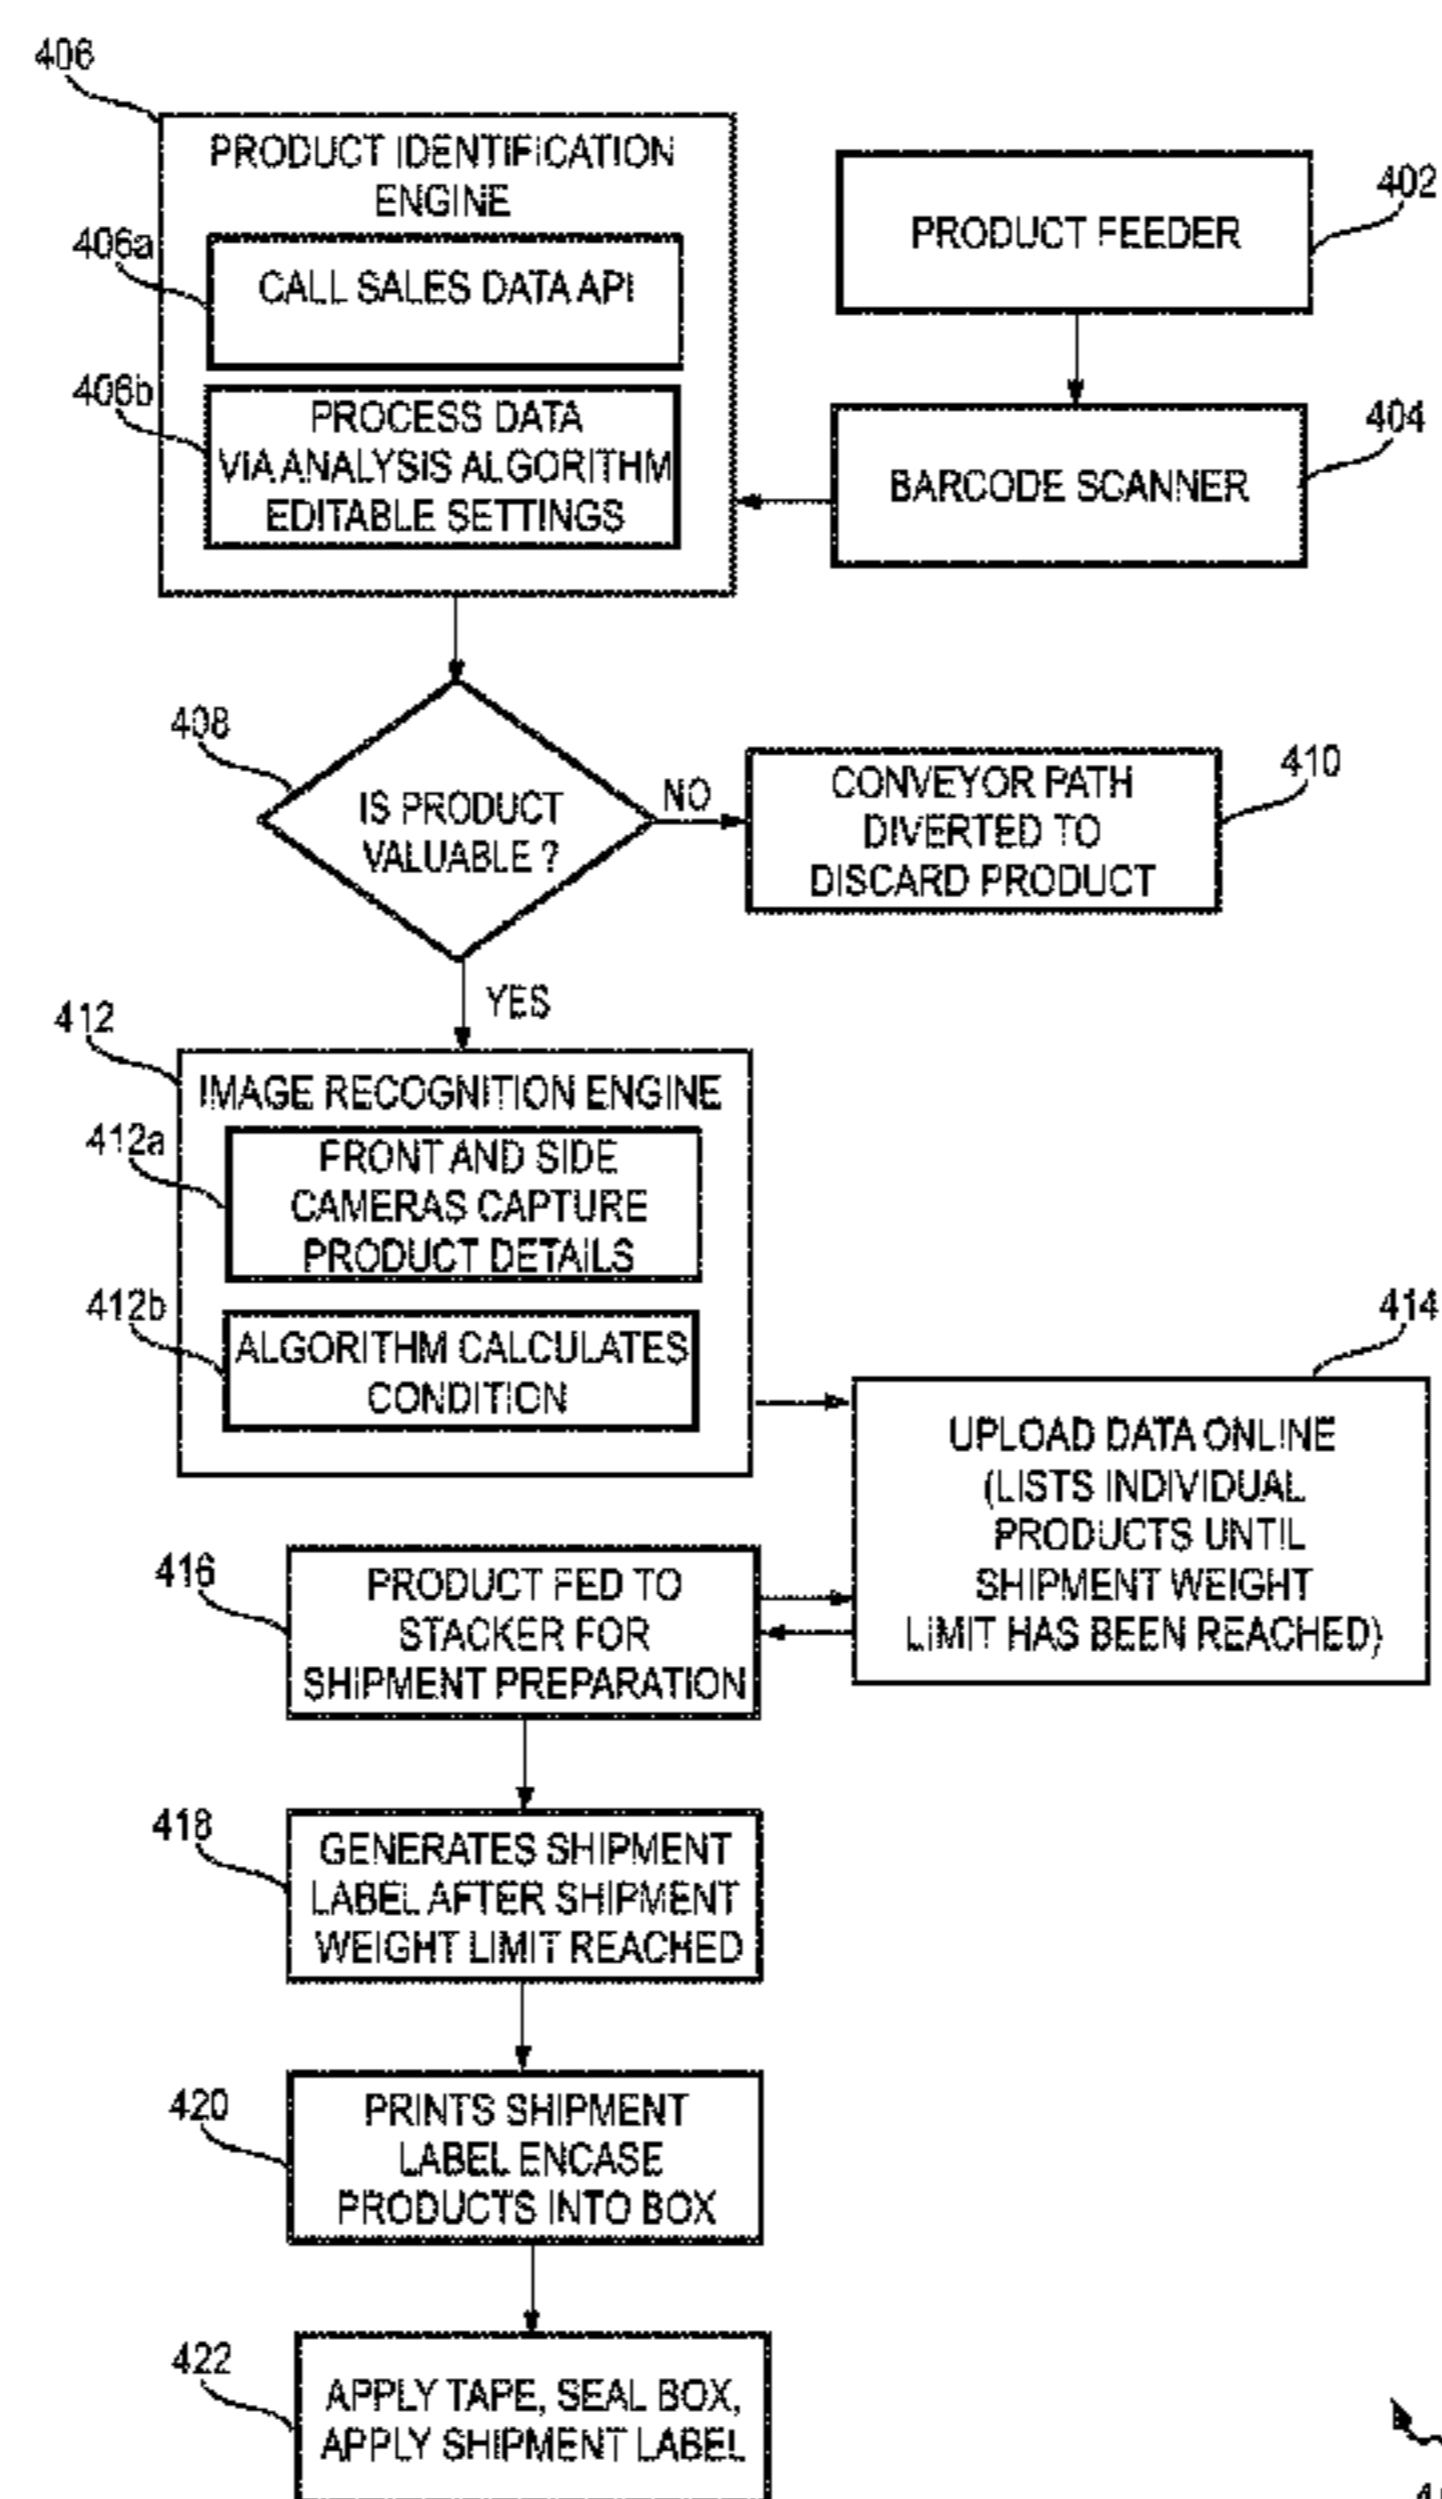 406
PRODUCT IDENTIFICATION
ENGINE
406a
CALL SALES DATA API
406b
PROCESS DATA
VIA ANALYSIS ALGORITHM
EDITABLE SETTINGS
402
PRODUCT FEEDER
404
BARCODE SCANNER
408
IS PRODUCT
VALUABLE ?
NO
410
CONVEYOR PATH
DIVERTED TO
DISCARD PRODUCT
YES
412
IMAGE RECOGNITION ENGINE
412a
FRONT AND SIDE
CAMERAS CAPTURE
PRODUCT DETAILS
412b
ALGORITHM CALCULATES
CONDITION
414
UPLOAD DATA ONLINE
(LISTS INDIVIDUAL
PRODUCTS UNTIL
SHIPMENT WEIGHT
LIMIT HAS BEEN REACHED)
416
PRODUCT FED TO
STACKER FOR
SHIPMENT PREPARATION
418
GENERATES SHIPMENT
LABEL AFTER SHIPMENT
WEIGHT LIMIT REACHED
420
PRINTS SHIPMENT
LABEL ENCASE
PRODUCTS INTO BOX
422
APPLY TAPE, SEAL BOX,
APPLY SHIPMENT LABEL